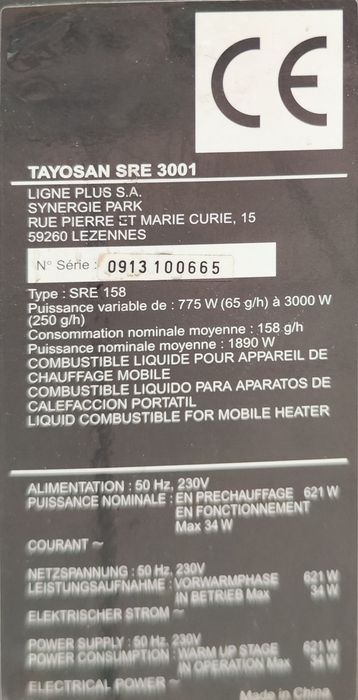 CE
TAYOSAN SRE 3001
LIGNE PLUS S.A.
SYNERGIE PARK
RUE PIERRE ET MARIE CURIE, 15
59260 LEZENNES
N° Série : 0913 100665
Type : SRE 158
Puissance variable de : 775 W (65 g/h) à 3000 W
(250 g/h)
Consommation nominale moyenne : 158 g/h
Puissance nominale moyenne : 1890 W
COMBUSTIBLE LIQUIDE POUR APPAREIL DE
CHAUFFAGE MOBILE
COMBUSTIBLE LIQUIDO PARA APARATOS DE
CALEFACCION PORTATIL
LIQUID COMBUSTIBLE FOR MOBILE HEATER
ALIMENTATION : 50 Hz, 230V
PUISSANCE NOMINALE : EN PRECHAUFFAGE 621 W
EN FONCTIONNEMENT
Max 34 W
COURANT ~
NETZSPANNUNG : 50 Hz, 230V
LEISTUNGSAUFNAHME : VORWARMPHASE 621 W
IN BETRIEB Max 34 W
ELEKTRISCHER STROM ~
POWER SUPPLY : 50 Hz, 230V
POWER CONSUMPTION : WARM UP STAGE 621 W
IN OPERATION Max 34 W
ELECTRICAL POWER ~
Made in China